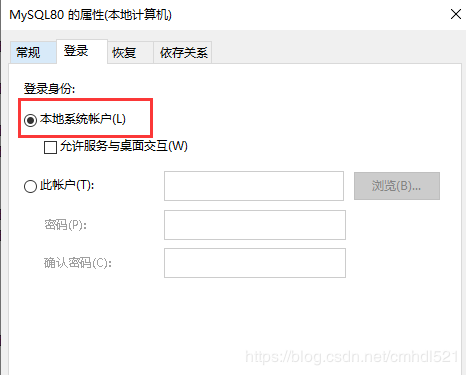 MySQL80 的属性(本地计算机)
常规 登录 恢复 依存关系
登录身份:
本地系统帐户(L)
允许服务与桌面交互(W)
此帐户(T):
浏览(B)...
密码(P):
确认密码(C):
https://blog.csdn.net/cmhdl521